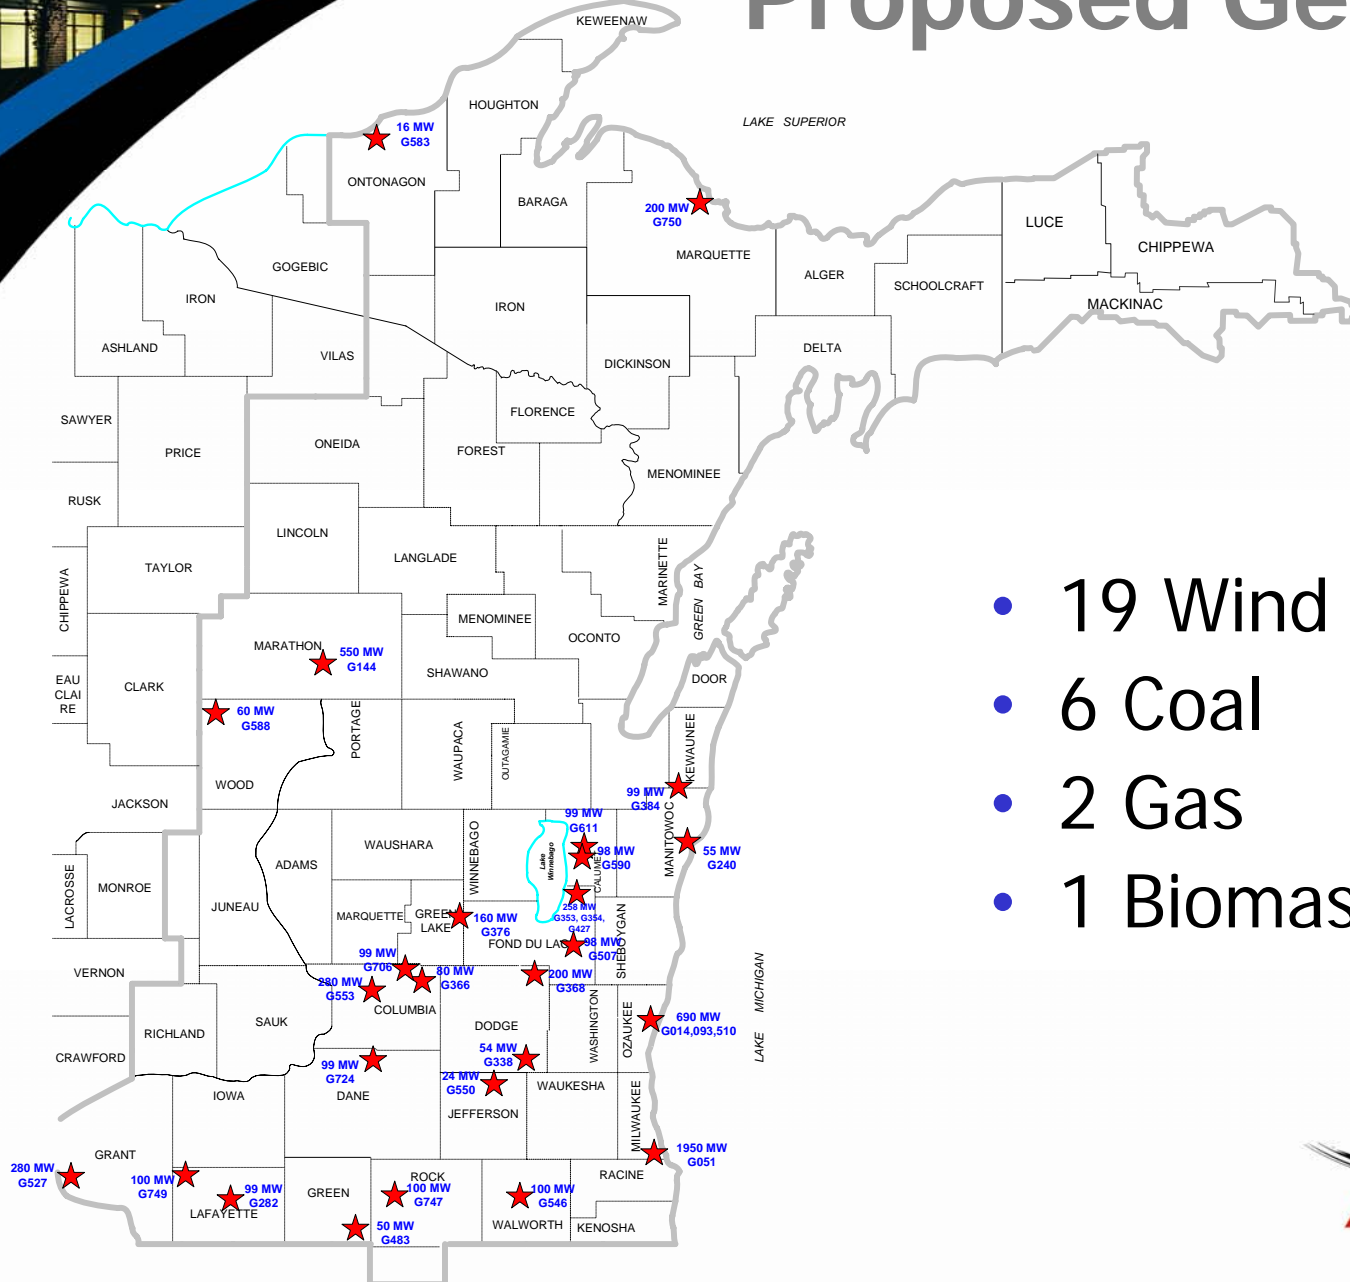 Proposed Ge
KEWEENAW
HOUGHTON
LAKE SUPERIOR
16 MW
G583
ONTONAGON
BARAGA
200 MW
G750
LUCE
MARQUETTE
CHIPPEWA
GOGEBIC
ALGER
SCHOOLCRAFT
IRON
IRON
MACKINAC
ASHLAND
VILAS
DICKINSON
DELTA
SAWYER
FLORENCE
PRICE
ONEIDA
FOREST
MENOMINEE
RUSK
LINCOLN
LANGLADE
TAYLOR
CHIPPEWA
MARINETTE
GREEN BAY
MENOMINEE
OCONTO
MARATHON
550 MW
G144
SHAWANO
EAU
CLAI
RE
CLARK
DOOR
60 MW
G588
PORTAGE
WAUPACA
OUTAGAMIE
KEWAUNEE
WOOD
JACKSON
99 MW
G384
99 MW
G611
MANITOWOC
WAUSHARA
WINNEBAGO
Lake
Winnebago
98 MW
G590
CALUMET
55 MW
G240
ADAMS
LACROSSE
MONROE
JUNEAU
MARQUETTE
GREEN
LAKE
160 MW
G376
258 MW
G353, G354,
G427
FOND DU LAC
98 MW
G507
SHEBOYGAN
VERNON
99 MW
G706
80 MW
G366
200 MW
G368
280 MW
G553
COLUMBIA
LAKE MICHIGAN
RICHLAND
SAUK
DODGE
WASHINGTON
OZAUKEE
690 MW
G014,093,510
CRAWFORD
99 MW
G724
54 MW
G338
DANE
24 MW
G550
WAUKESHA
IOWA
JEFFERSON
MILWAUKEE
GRANT
280 MW
G527
100 MW
G749
99 MW
G282
LAFAYETTE
GREEN
ROCK
100 MW
G747
100 MW
G546
1950 MW
G051
RACINE
50 MW
G483
WALWORTH
KENOSHA
• 19 Wind
• 6 Coal
• 2 Gas
• 1 Biomas